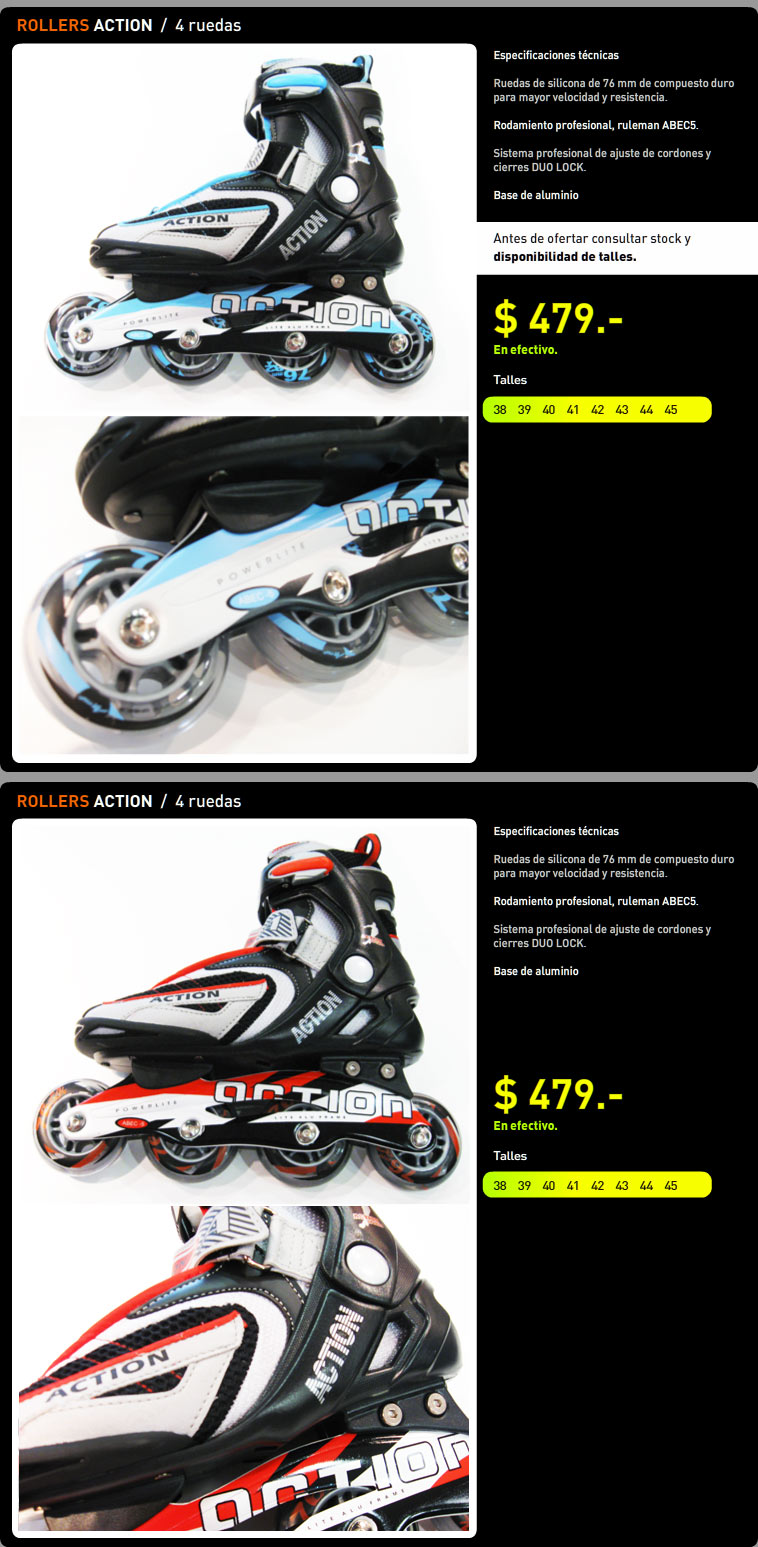 ROLLERS ACTION / 4 ruedas
Especificaciones técnicas
Ruedas de silicona de 76 mm de compuesto duro
para mayor velocidad y resistencia.
Rodamiento profesional, ruleman ABEC5.
Sistema profesional de ajuste de cordones y
cierres DUO LOCK.
Base de aluminio
Antes de ofertar consultar stock y
disponibilidad de talles.
$ 479.-
En efectivo.
Talles
38 39 40 41 42 43 44 45
ACTION
ACTION
action
POWERLITE
LITE ALU FRAME
76
76
ACTIO
POWERLITE
ABEC-5
ROLLERS ACTION / 4 ruedas
Especificaciones técnicas
Ruedas de silicona de 76 mm de compuesto duro
para mayor velocidad y resistencia.
Rodamiento profesional, ruleman ABEC5.
Sistema profesional de ajuste de cordones y
cierres DUO LOCK.
Base de aluminio
$ 479.-
En efectivo.
Talles
38 39 40 41 42 43 44 45
ACTION
ACTION
action
POWERLITE
LITE ALU FRAME
ABEC-5
ACTION
ACTION
action
LITE ALU FRAME